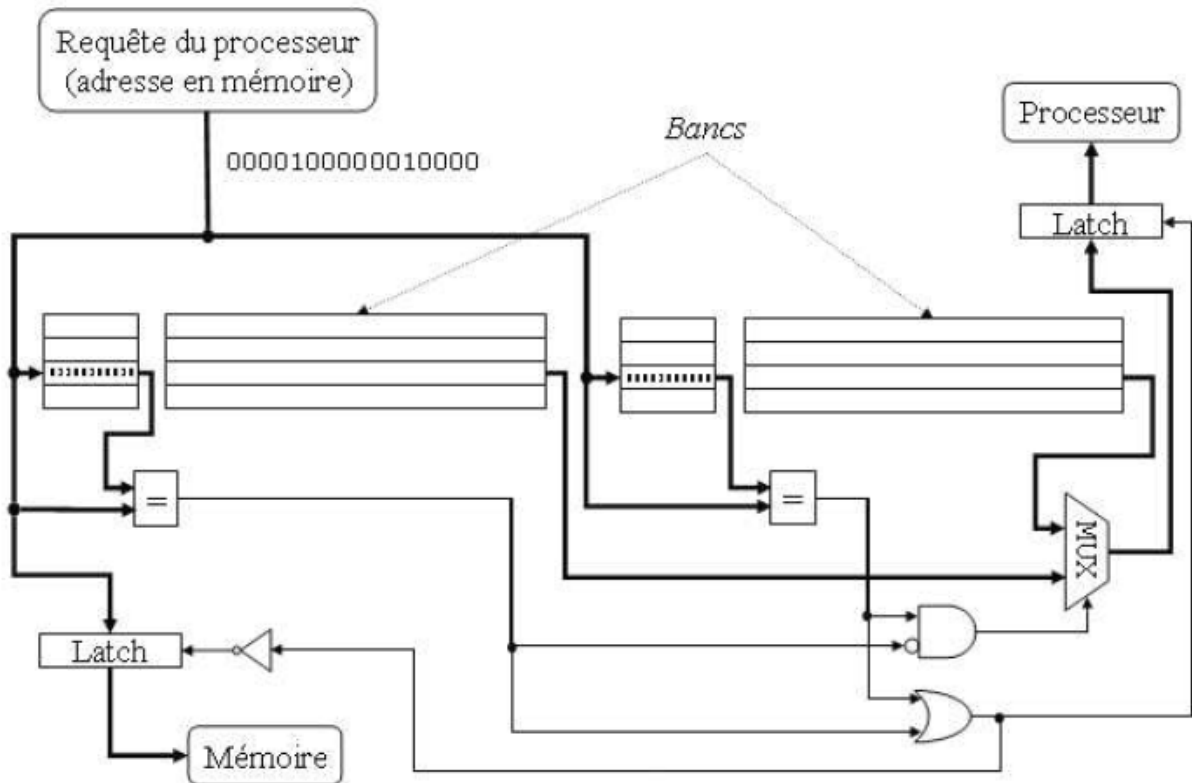 Requête du processeur
(adresse en mémoire)
0000100000010000
Bancs
Processeur
Latch
=
=
MUX
Latch
Mémoire